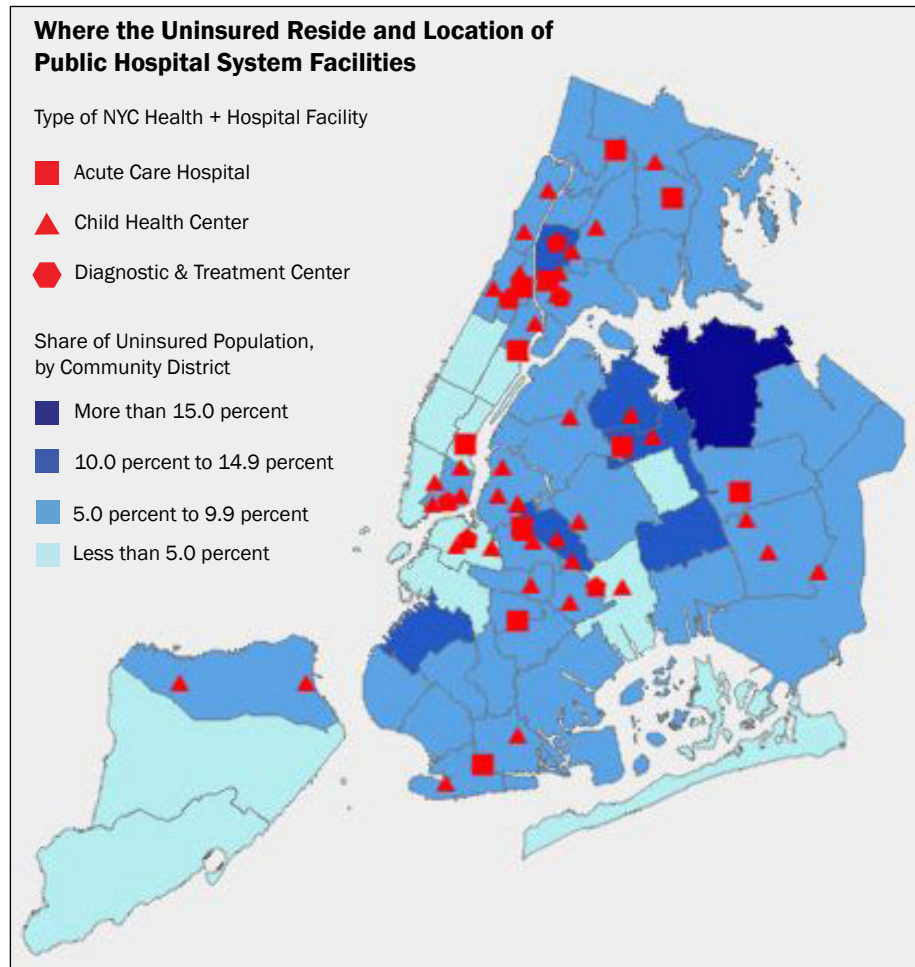 Where the Uninsured Reside and Location of
Public Hospital System Facilities
Type of NYC Health + Hospital Facility
Acute Care Hospital
Child Health Center
Diagnostic & Treatment Center
Share of Uninsured Population,
by Community District
More than 15.0 percent
10.0 percent to 14.9 percent
5.0 percent to 9.9 percent
Less than 5.0 percent